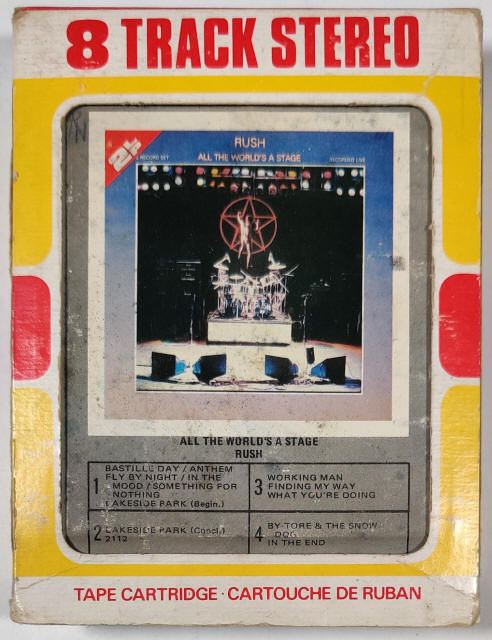 8 TRACK STEREO
2
RECORD SET
RUSH
ALL THE WORLD'S A STAGE
RECORDED LIVE
ALL THE WORLD'S A STAGE
RUSH
1
BASTILLE DAY / ANTHEM
FLY BY NIGHT / IN THE
MOOD / SOMETHING FOR
NOTHING
LAKESIDE PARK (Begin.)
2
LAKESIDE PARK (Concl.)
2112
3
WORKING MAN
FINDING MY WAY
WHAT YOU'RE DOING
4
BY-TORE & THE SNOW
DOG
IN THE END
TAPE CARTRIDGE · CARTOUCHE DE RUBAN